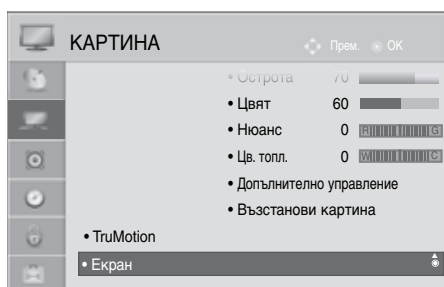 КАРТИНА
Прем. OK
• Острота 70
• Цвят 60
• Нюанс 0 R G
• Цв. топл. 0 W C
• Допълнително управление
• Възстанови картина
• TruMotion
• Екран